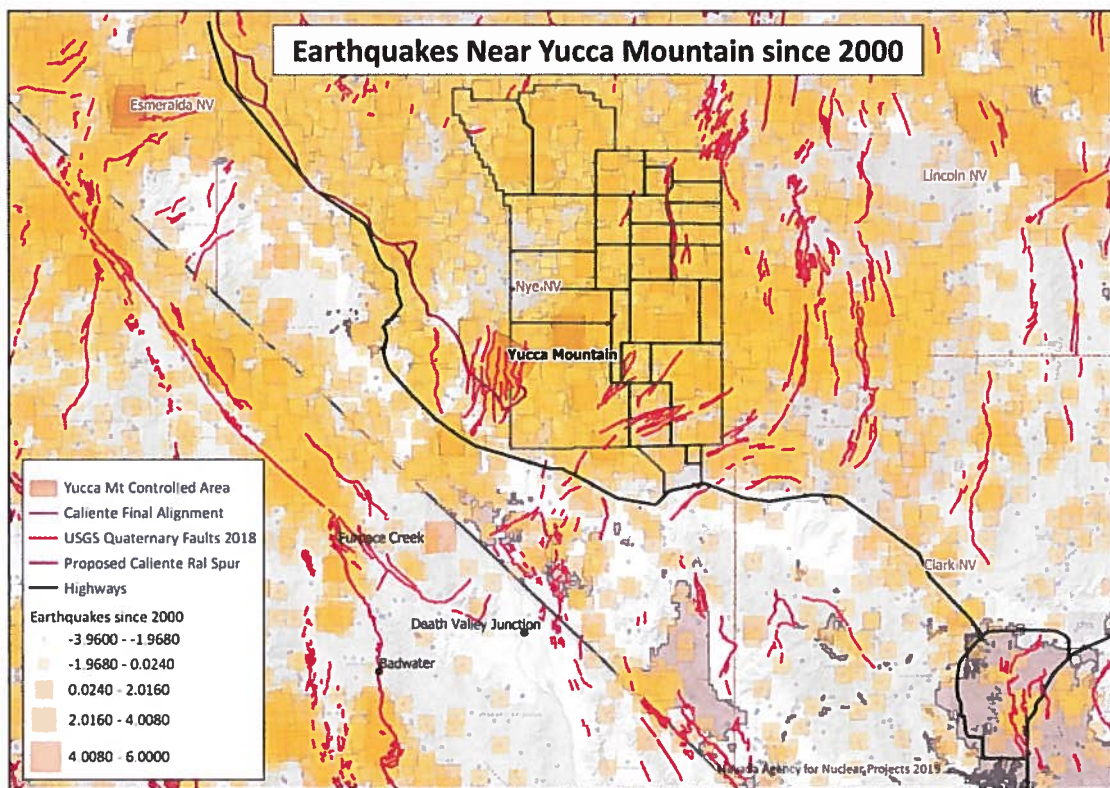 Earthquakes Near Yucca Mountain since 2000
Esmeralda NV
Lincoln NV
Nye NV
Yucca Mountain
Yucca Mt Controlled Area
Caliente Final Alignment
USGS Quaternary Faults 2018
Proposed Caliente Ral Spur
Highways
Earthquakes since 2000
-3.9600 - -1.9680
-1.9680 - 0.0240
0.0240 - 2.0160
2.0160 - 4.0080
4.0080 - 6.0000
Furnace Creek
Clark NV
Death Valley Junction
Badwater
Nevada Agency for Nuclear Projects 2019